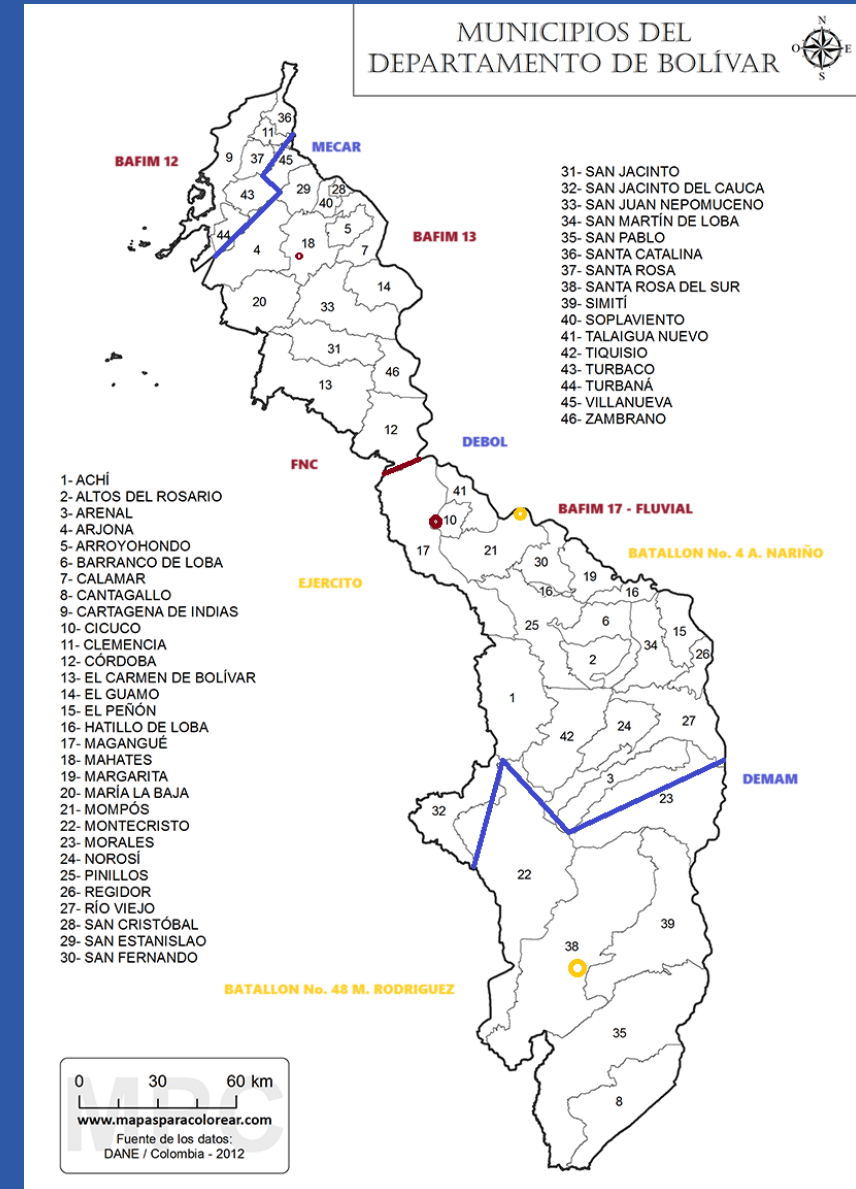 MUNICIPIOS DEL
DEPARTAMENTO DE BOLÍVAR
N
O
E
S
BAFIM 12
MECAR
BAFIM 13
36
11
9
37
45
43
29
28
40
44
4
18
5
7
14
20
33
31
13
46
12
31- SAN JACINTO
32- SAN JACINTO DEL CAUCA
33- SAN JUAN NEPOMUCENO
34- SAN MARTÍN DE LOBA
35- SAN PABLO
36- SANTA CATALINA
37- SANTA ROSA
38- SANTA ROSA DEL SUR
39- SIMITÍ
40- SOPLAVIENTO
41- TALAIGUA NUEVO
42- TIQUISIO
43- TURBACO
44- TURBANÁ
45- VILLANUEVA
46- ZAMBRANO
DEBOL
FNC
BAFIM 17 - FLUVIAL
BATALLON No. 4 A. NARIÑO
EJERCITO
1- ACHÍ
2- ALTOS DEL ROSARIO
3- ARENAL
4- ARJONA
5- ARROYOHONDO
6- BARRANCO DE LOBA
7- CALAMAR
8- CANTAGALLO
9- CARTAGENA DE INDIAS
10- CICUCO
11- CLEMENCIA
12- CÓRDOBA
13- EL CARMEN DE BOLÍVAR
14- EL GUAMO
15- EL PEÑÓN
16- HATILLO DE LOBA
17- MAGANGUÉ
18- MAHATES
19- MARGARITA
20- MARÍA LA BAJA
21- MOMPÓS
22- MONTECRISTO
23- MORALES
24- NOROSÍ
25- PINILLOS
26- REGIDOR
27- RÍO VIEJO
28- SAN CRISTÓBAL
29- SAN ESTANISLAO
30- SAN FERNANDO
41
10
17
21
30
19
16
16
25
6
34
15
26
2
1
42
24
27
3
23
32
22
39
38
35
8
DEMAM
BATALLON No. 48 M. RODRIGUEZ
MPC
0 30 60 km
www.mapasparacolorear.com
Fuente de los datos:
DANE / Colombia - 2012